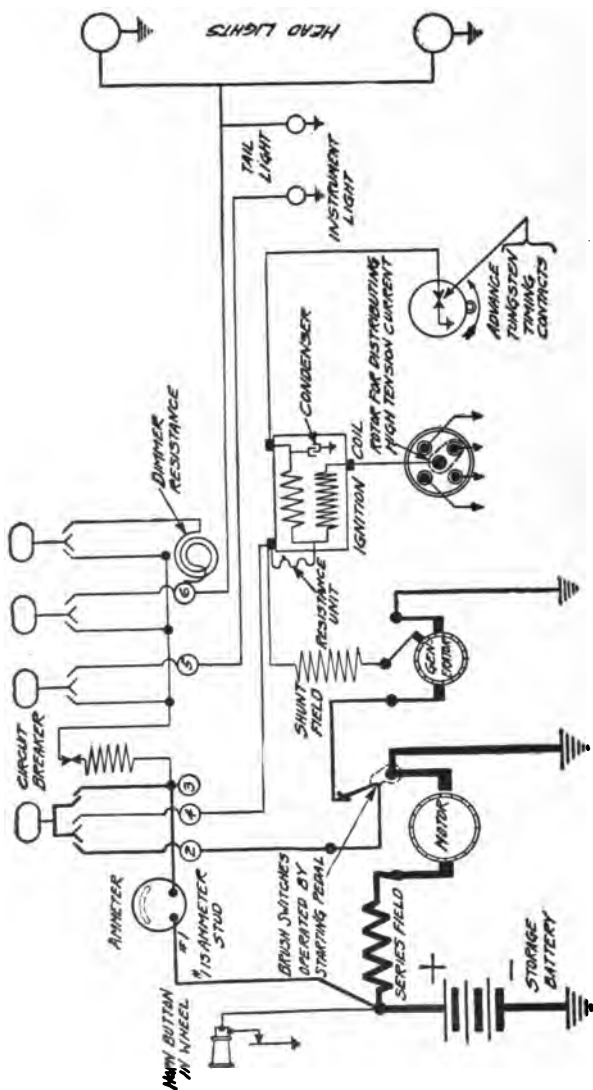 HEAD LIGHTS
TAIL
LIGHT
INSTRUMENT
LIGHT
ADVANCE
TUNGSTEN
TIMING
CONTACTS
ROTOR FOR DISTRIBUTING
HIGH TENSION CURRENT
CONDENSER
IGNITION COIL
DIMMER
RESISTANCE
RESISTANCE
UNIT
SHUNT
FIELD
GEN
CIRCUIT
BREAKER
6
5
3
4
2
AMMETER
#1
#1 IS AMMETER
STUD
BRUSH SWITCHES
OPERATED BY
STARTING PEDAL
MOTOR
SERIES FIELD
+
-
STORAGE
BATTERY
HORN BUTTON
IN WHEEL